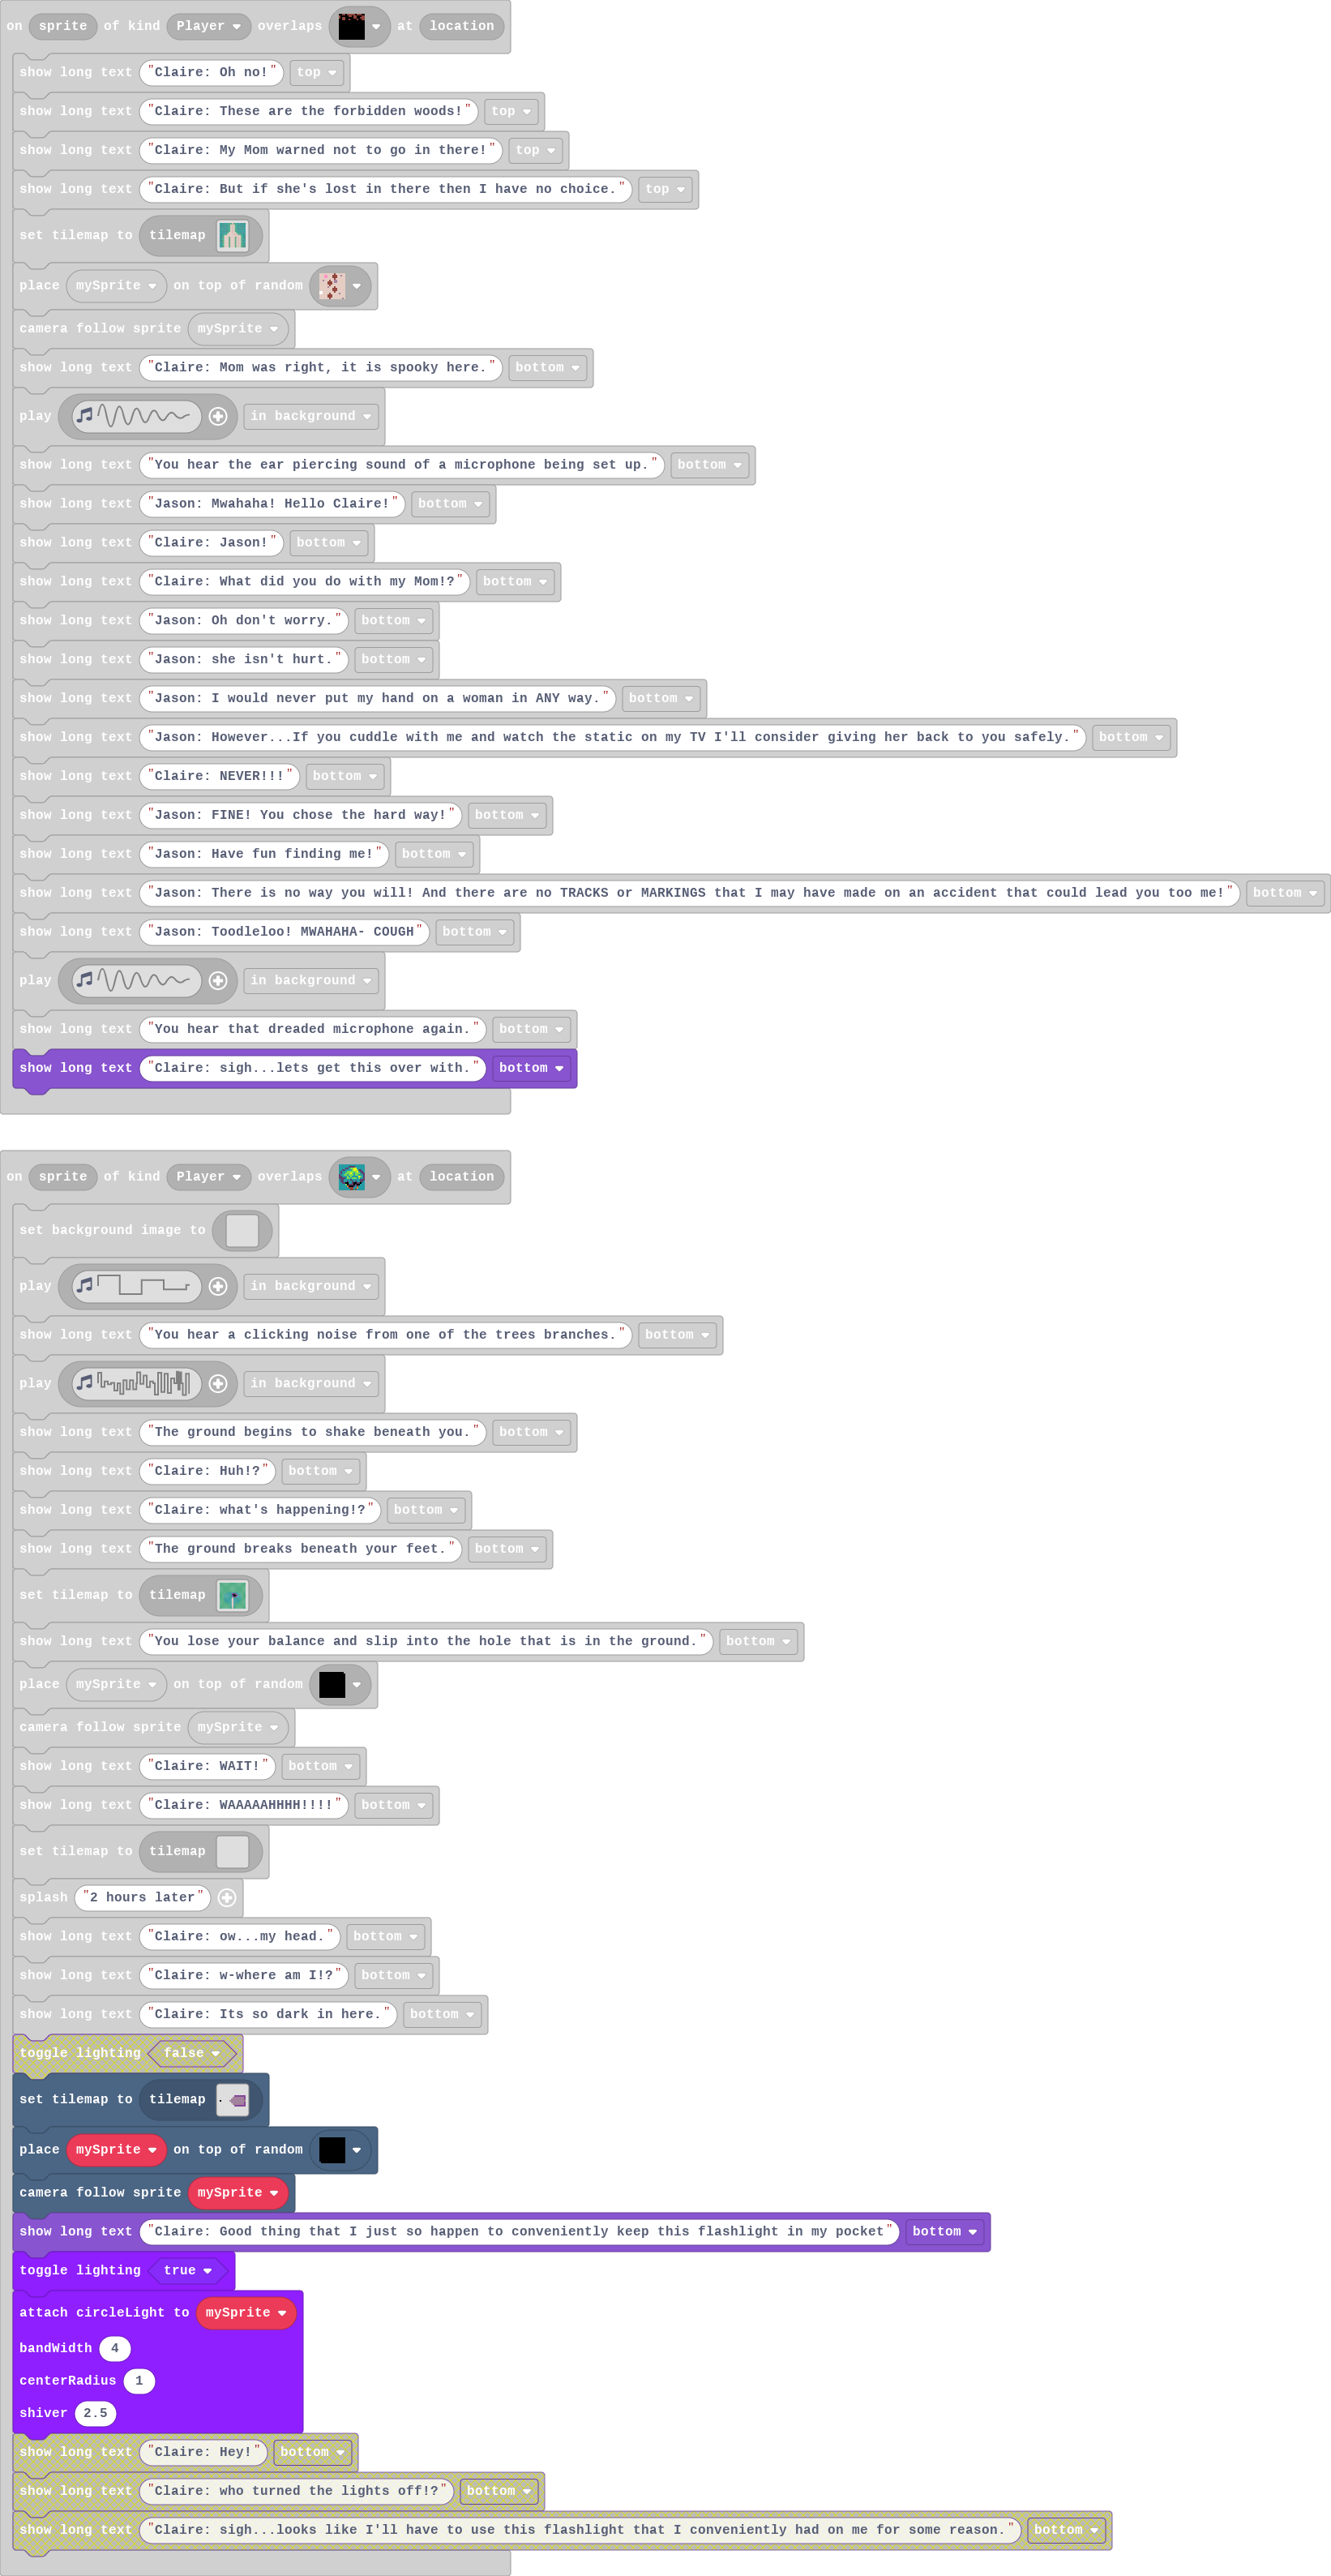 on sprite of kind Player overlaps at location
show long text "Claire: Oh no!" top
show long text "Claire: These are the forbidden woods!" top
show long text "Claire: My Mom warned not to go in there!" top
show long text "Claire: But if she's lost in there then I have no choice." top
set tilemap to tilemap
place mySprite on top of random
camera follow sprite mySprite
show long text "Claire: Mom was right, it is spooky here." bottom
play in background
show long text "You hear the ear piercing sound of a microphone being set up." bottom
show long text "Jason: Mwahaha! Hello Claire!" bottom
show long text "Claire: Jason!" bottom
show long text "Claire: What did you do with my Mom!?" bottom
show long text "Jason: Oh don't worry." bottom
show long text "Jason: she isn't hurt." bottom
show long text "Jason: I would never put my hand on a woman in ANY way." bottom
show long text "Jason: However...If you cuddle with me and watch the static on my TV I'll consider giving her back to you safely." bottom
show long text "Claire: NEVER!!!" bottom
show long text "Jason: FINE! You chose the hard way!" bottom
show long text "Jason: Have fun finding me!" bottom
show long text "Jason: There is no way you will! And there are no TRACKS or MARKINGS that I may have made on an accident that could lead you too me!" bottom
show long text "Jason: Toodleloo! MWAHAHA- COUGH" bottom
play in background
show long text "You hear that dreaded microphone again." bottom
show long text "Claire: sigh...lets get this over with." bottom
on sprite of kind Player overlaps at location
set background image to
play in background
show long text "You hear a clicking noise from one of the trees branches." bottom
play in background
show long text "The ground begins to shake beneath you." bottom
show long text "Claire: Huh!?" bottom
show long text "Claire: what's happening!?" bottom
show long text "The ground breaks beneath your feet." bottom
set tilemap to tilemap
show long text "You lose your balance and slip into the hole that is in the ground." bottom
place mySprite on top of random
camera follow sprite mySprite
show long text "Claire: WAIT!" bottom
show long text "Claire: WAAAAAHHHH!!!!" bottom
set tilemap to tilemap
splash "2 hours later"
show long text "Claire: ow...my head." bottom
show long text "Claire: w-where am I!?" bottom
show long text "Claire: Its so dark in here." bottom
toggle lighting false
set tilemap to tilemap
place mySprite on top of random
camera follow sprite mySprite
show long text "Claire: Good thing that I just so happen to conveniently keep this flashlight in my pocket" bottom
toggle lighting true
attach circleLight to mySprite
bandWidth 4
centerRadius 1
shiver 2.5
show long text "Claire: Hey!" bottom
show long text "Claire: who turned the lights off!?" bottom
show long text "Claire: sigh...looks like I'll have to use this flashlight that I conveniently had on me for some reason." bottom